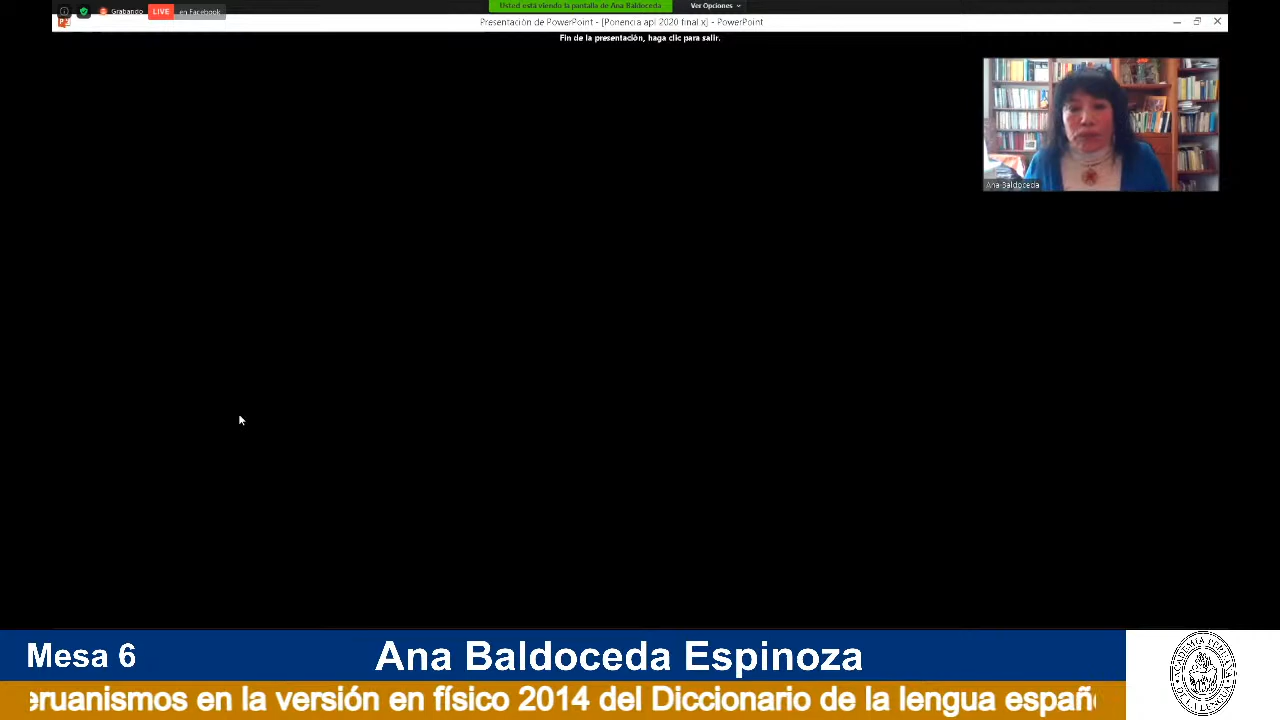 Grabando LIVE en Facebook Usted está viendo la pantalla de Ana Baldoceda Ver Opciones
Presentación de PowerPoint - [Ponencia apl 2020 final x] - PowerPoint
Fin de la presentación, haga clic para salir.
Ana Baldoceda
Mesa 6 Ana Baldoceda Espinoza
eruanismos en la versión en físico 2014 del Diccionario de la lengua españ